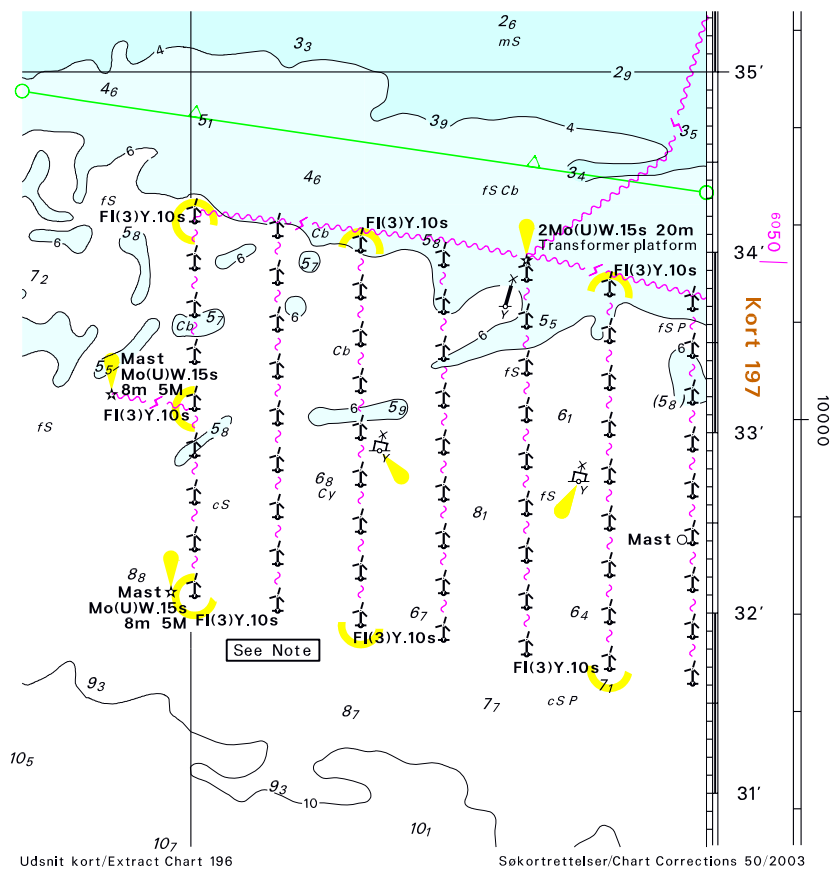 26
mS
33
4
35'
29
46
51
39
4
35
6
46
34
fS Cb
fS
Fl(3)Y.10s
Fl(3)Y.10s
2Mo(U)W.15s 20m
Transformer platform
Cb
58
58
6
6
34'
6050
57
Fl(3)Y.10s
72
X
Y
6
57
Cb
55
6
fS P
6
Kort 197
Cb
55
Mast
Mo(U)W.15s
8m 5M
fS
(58)
Fl(3)Y.10s
6
59
61
10000
fS
58
33'
X
Y
X
Y
68
Cy
cS
fS
81
Mast
88
Mast
Mo(U)W.15s
8m 5M
Fl(3)Y.10s
67
64
32'
Fl(3)Y.10s
See Note
Fl(3)Y.10s
71
93
77
cS P
87
105
93
10
31'
101
107
Udsnit kort/Extract Chart 196
Søkortrettelser/Chart Corrections 50/2003